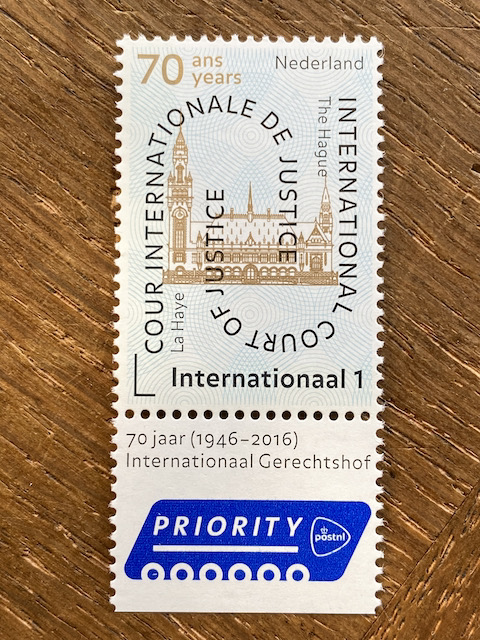 70 ans
years
Nederland
COUR INTERNATIONALE DE JUSTICE
La Haye
INTERNATIONAL COURT OF JUSTICE
The Hague
Internationaal 1
70 jaar (1946–2016)
Internationaal Gerechtshof
PRIORITY
postnl